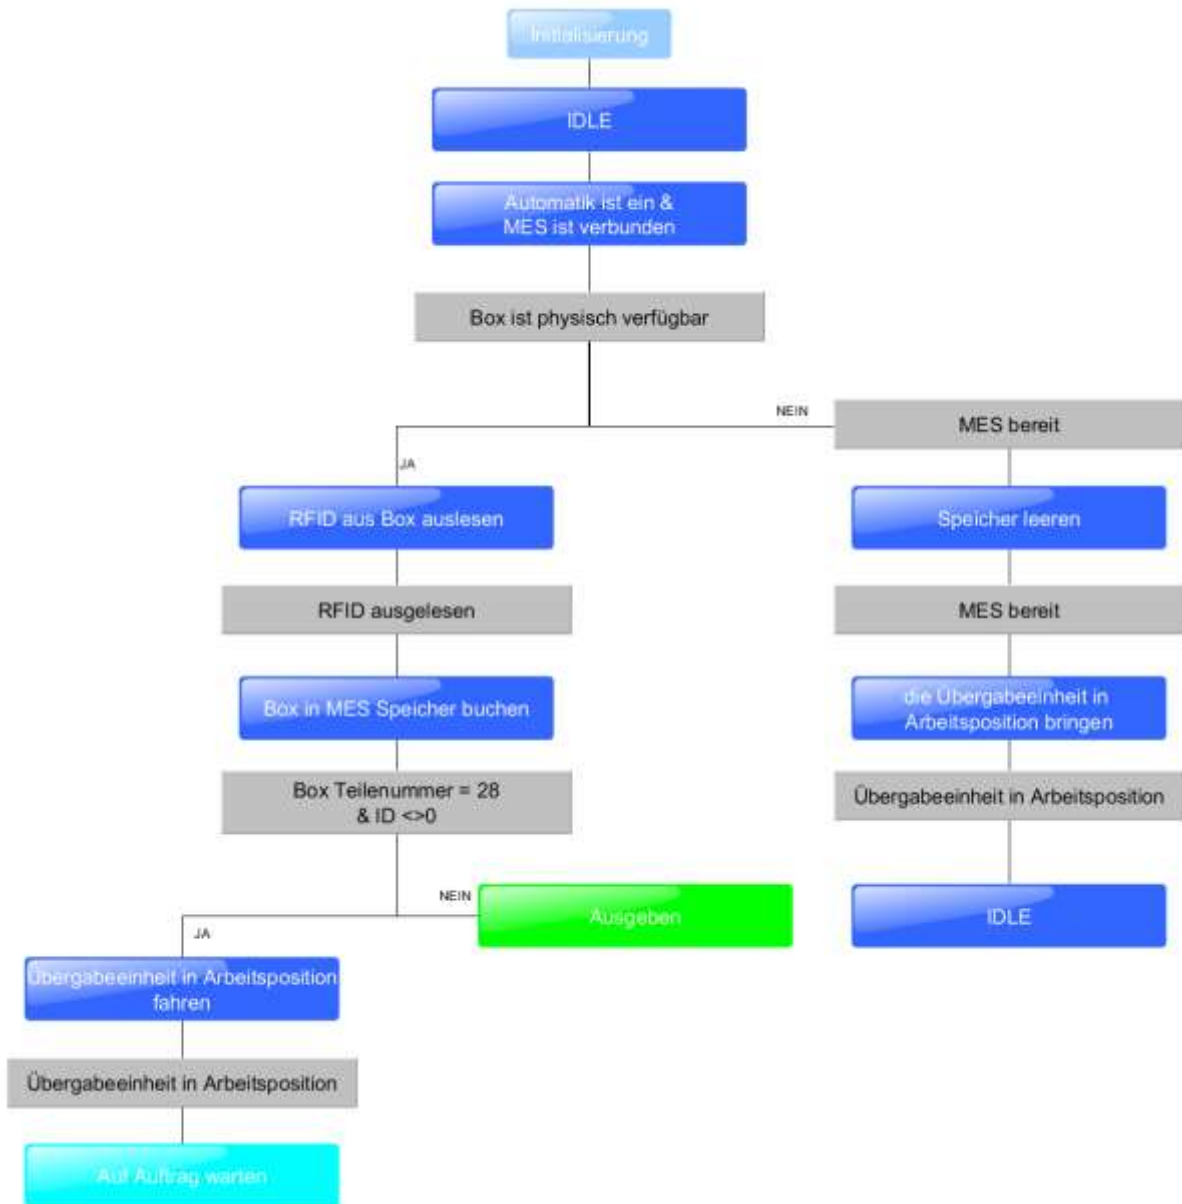 Initialisierung
IDLE
Automatik ist ein &
MES ist verbunden
Box ist physisch verfügbar
NEIN
MES bereit
JA
RFID aus Box auslesen
Speicher leeren
RFID ausgelesen
MES bereit
Box in MES Speicher buchen
die Übergabeeinheit in
Arbeitsposition bringen
Box Teilenummer = 28
& ID <>0
Übergabeeinheit in Arbeitsposition
NEIN
Ausgeben
IDLE
JA
Übergabeeinheit in Arbeitsposition
fahren
Übergabeeinheit in Arbeitsposition
Auf Auftrag warten